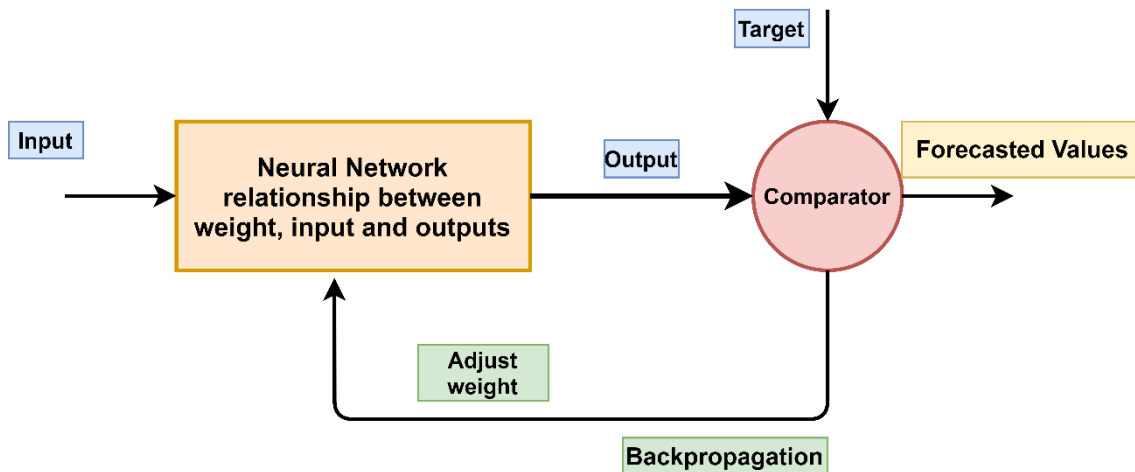 Target
Input
Neural Network
relationship between
weight, input and outputs
Output
Comparator
Forecasted Values
Adjust
weight
Backpropagation